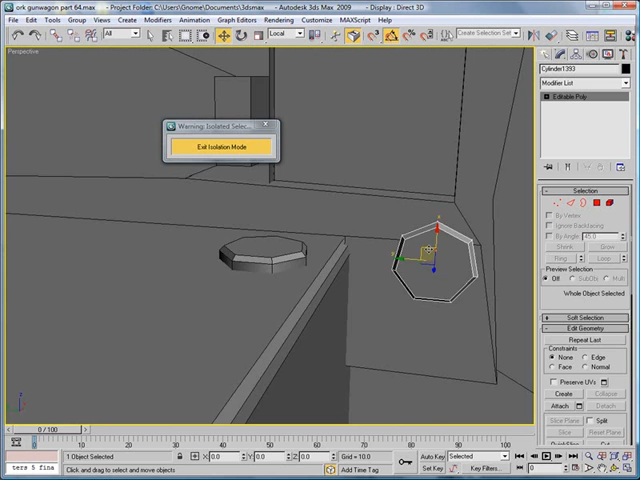 ork gunwagon part 64.max - Project Folder: C:\Users\Gnome\Documents\3dsmax - Autodesk 3ds Max 2009 - Display : Direct 3D
File Edit Tools Group Views Create Modifiers Animation Graph Editors Rendering Customize MAXScript Help
All Local Create Selection Se
Perspective
Warning: Isolated Selec...
Exit Isolation Mode
Cylinder1393
Modifier List
Editable Poly
Selection
By Vertex
Ignore Backfacing
By Angle: 45.0
Shrink Grow
Ring Loop
Preview Selection
Off SubObj Multi
Whole Object Selected
Soft Selection
Edit Geometry
Repeat Last
Constraints
None Edge
Face Normal
Preserve UVs
Create Collapse
Attach Detach
Slice Plane Split
Slice Reset Plane
QuickSlice Cut
0 / 100
0 10 20 30 40 50 60 70 80 90 100
1 Object Selected X: 0.0 Y: 0.0 Z: 0.0 Grid = 10.0 Auto Key Selected
ters 5 fina Click and drag to select and move objects Add Time Tag Set Key Key Filters... 0